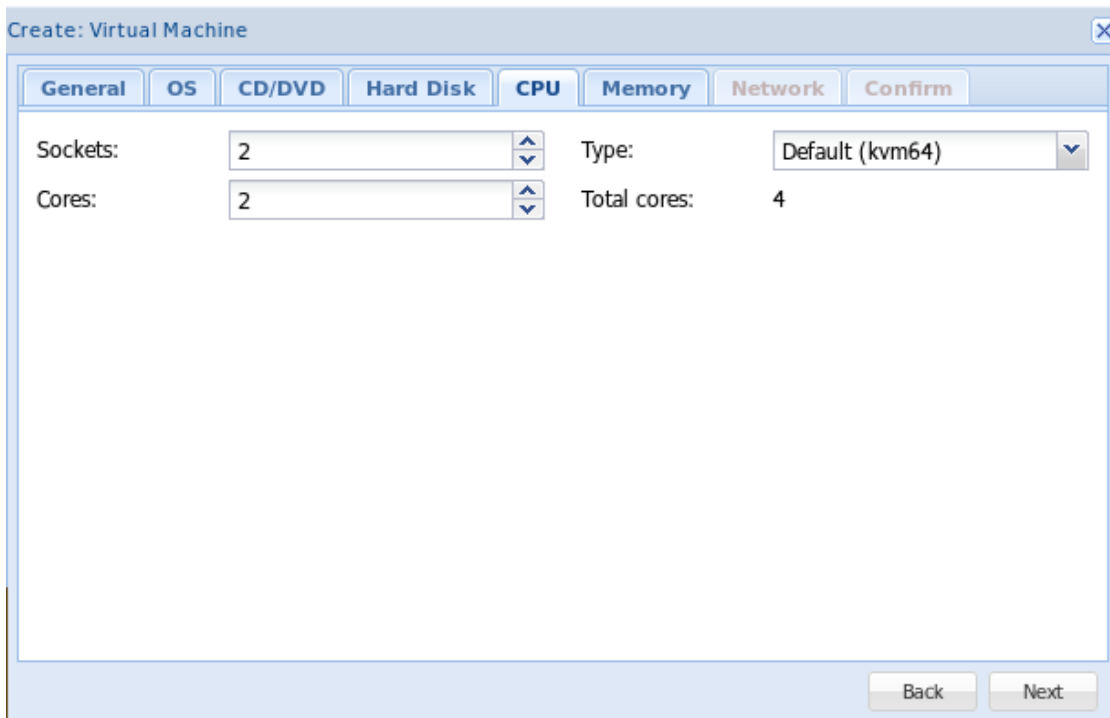 Create: Virtual Machine
General OS CD/DVD Hard Disk CPU Memory Network Confirm
Sockets: 2 Type: Default (kvm64)
Cores: 2 Total cores: 4
Back Next